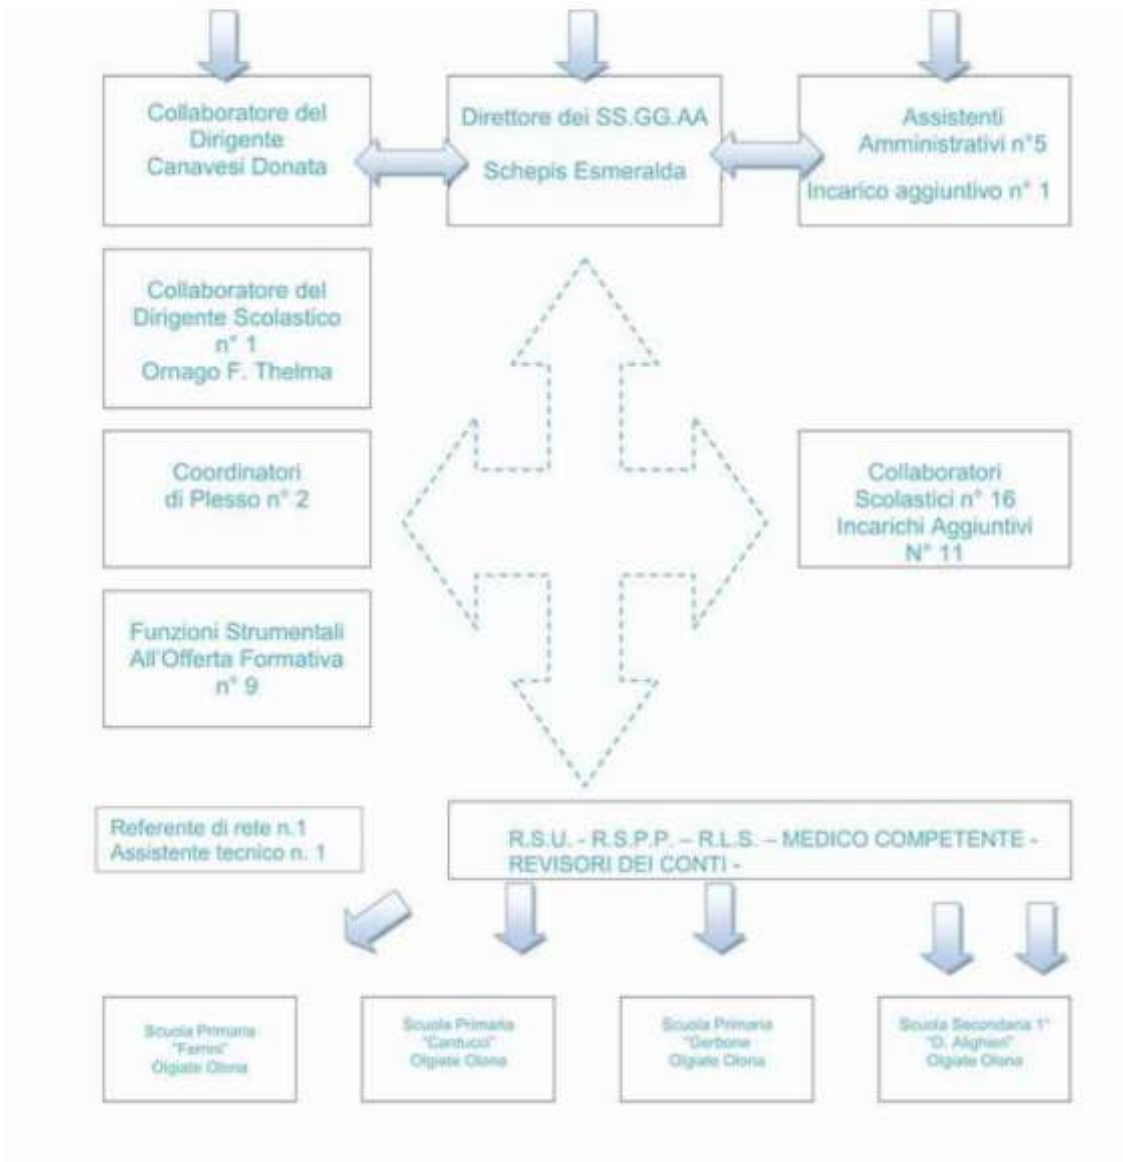 Collaboratore del
Dirigente
Canavesi Donata
Direttore dei SS.GG.AA
Schepis Esmeralda
Assistenti
Amministrativi n°5
Incarico aggiuntivo n° 1
Collaboratore del
Dirigente Scolastico
n° 1
Ornago F. Thelma
Coordinatori
di Plesso n° 2
Collaboratori
Scolastici n° 16
Incarichi Aggiuntivi
N° 11
Funzioni Strumentali
All'Offerta Formativa
n° 9
Referente di rete n.1
Assistente tecnico n. 1
R.S.U. - R.S.P.P. – R.L.S. – MEDICO COMPETENTE -
REVISORI DEI CONTI -
Scuola Primaria
"Ferrini"
Olgiate Olona
Scuola Primaria
"Carducci"
Olgiate Olona
Scuola Primaria
"Gerbone
Olgiate Olona
Scuola Secondaria 1°
"D. Alighieri"
Olgiate Olona